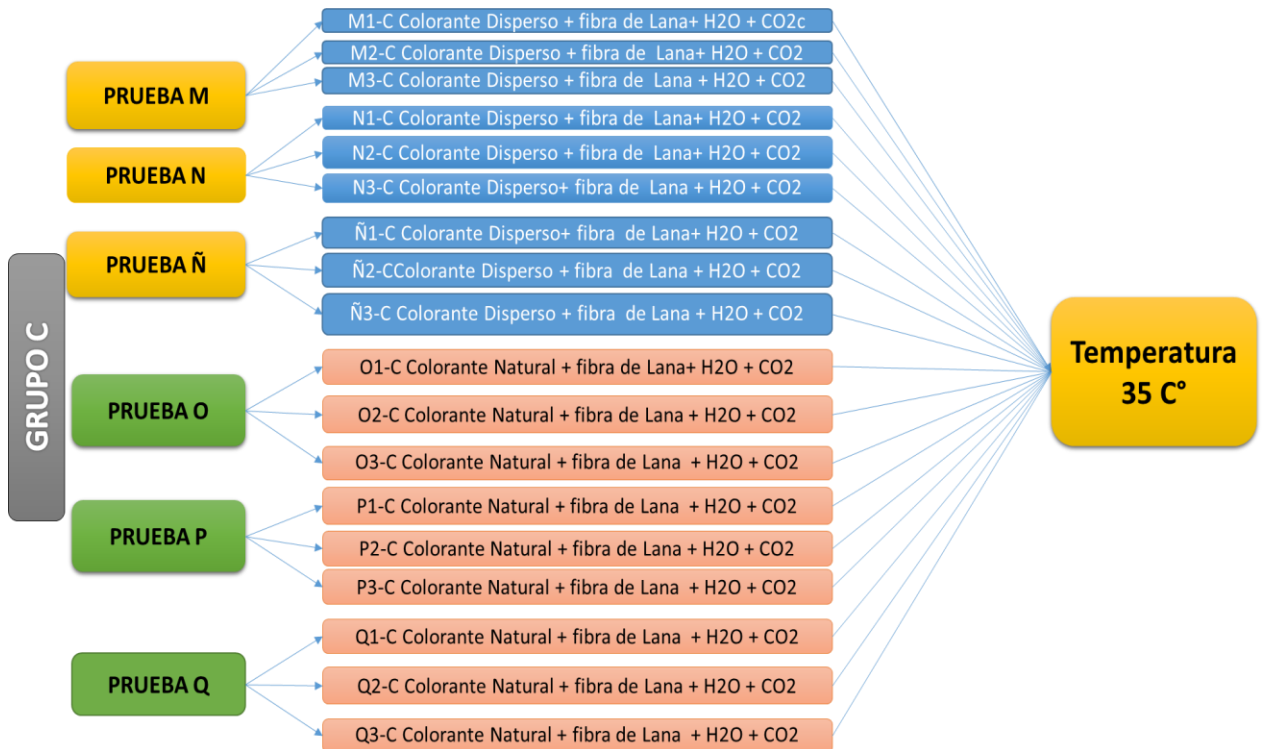 GRUPO C
PRUEBA M
M1-C Colorante Disperso + fibra de Lana+ H2O + CO2c
M2-C Colorante Disperso + fibra de  Lana+ H2O + CO2
M3-C Colorante Disperso + fibra de  Lana + H2O + CO2
PRUEBA N
N1-C Colorante Disperso + fibra de  Lana+ H2O + CO2
N2-C Colorante Disperso + fibra de  Lana+ H2O + CO2
N3-C Colorante Disperso+ fibra de  Lana + H2O + CO2
PRUEBA Ñ
Ñ1-C Colorante Disperso+ fibra  de Lana+ H2O + CO2
Ñ2-CColorante Disperso + fibra  de Lana + H2O + CO2
Ñ3-C Colorante Disperso + fibra de Lana + H2O + CO2
PRUEBA O
O1-C Colorante Natural + fibra de Lana+ H2O + CO2
O2-C Colorante Natural + fibra de Lana + H2O + CO2
O3-C Colorante Natural + fibra de Lana  + H2O + CO2
PRUEBA P
P1-C Colorante Natural + fibra de Lana + H2O + CO2
P2-C Colorante Natural + fibra de Lana + H2O + CO2
P3-C Colorante Natural + fibra de Lana  + H2O + CO2
PRUEBA Q
Q1-C Colorante Natural + fibra de Lana  + H2O + CO2
Q2-C Colorante Natural + fibra de Lana + H2O + CO2
Q3-C Colorante Natural + fibra de Lana  + H2O + CO2
Temperatura
35 C°